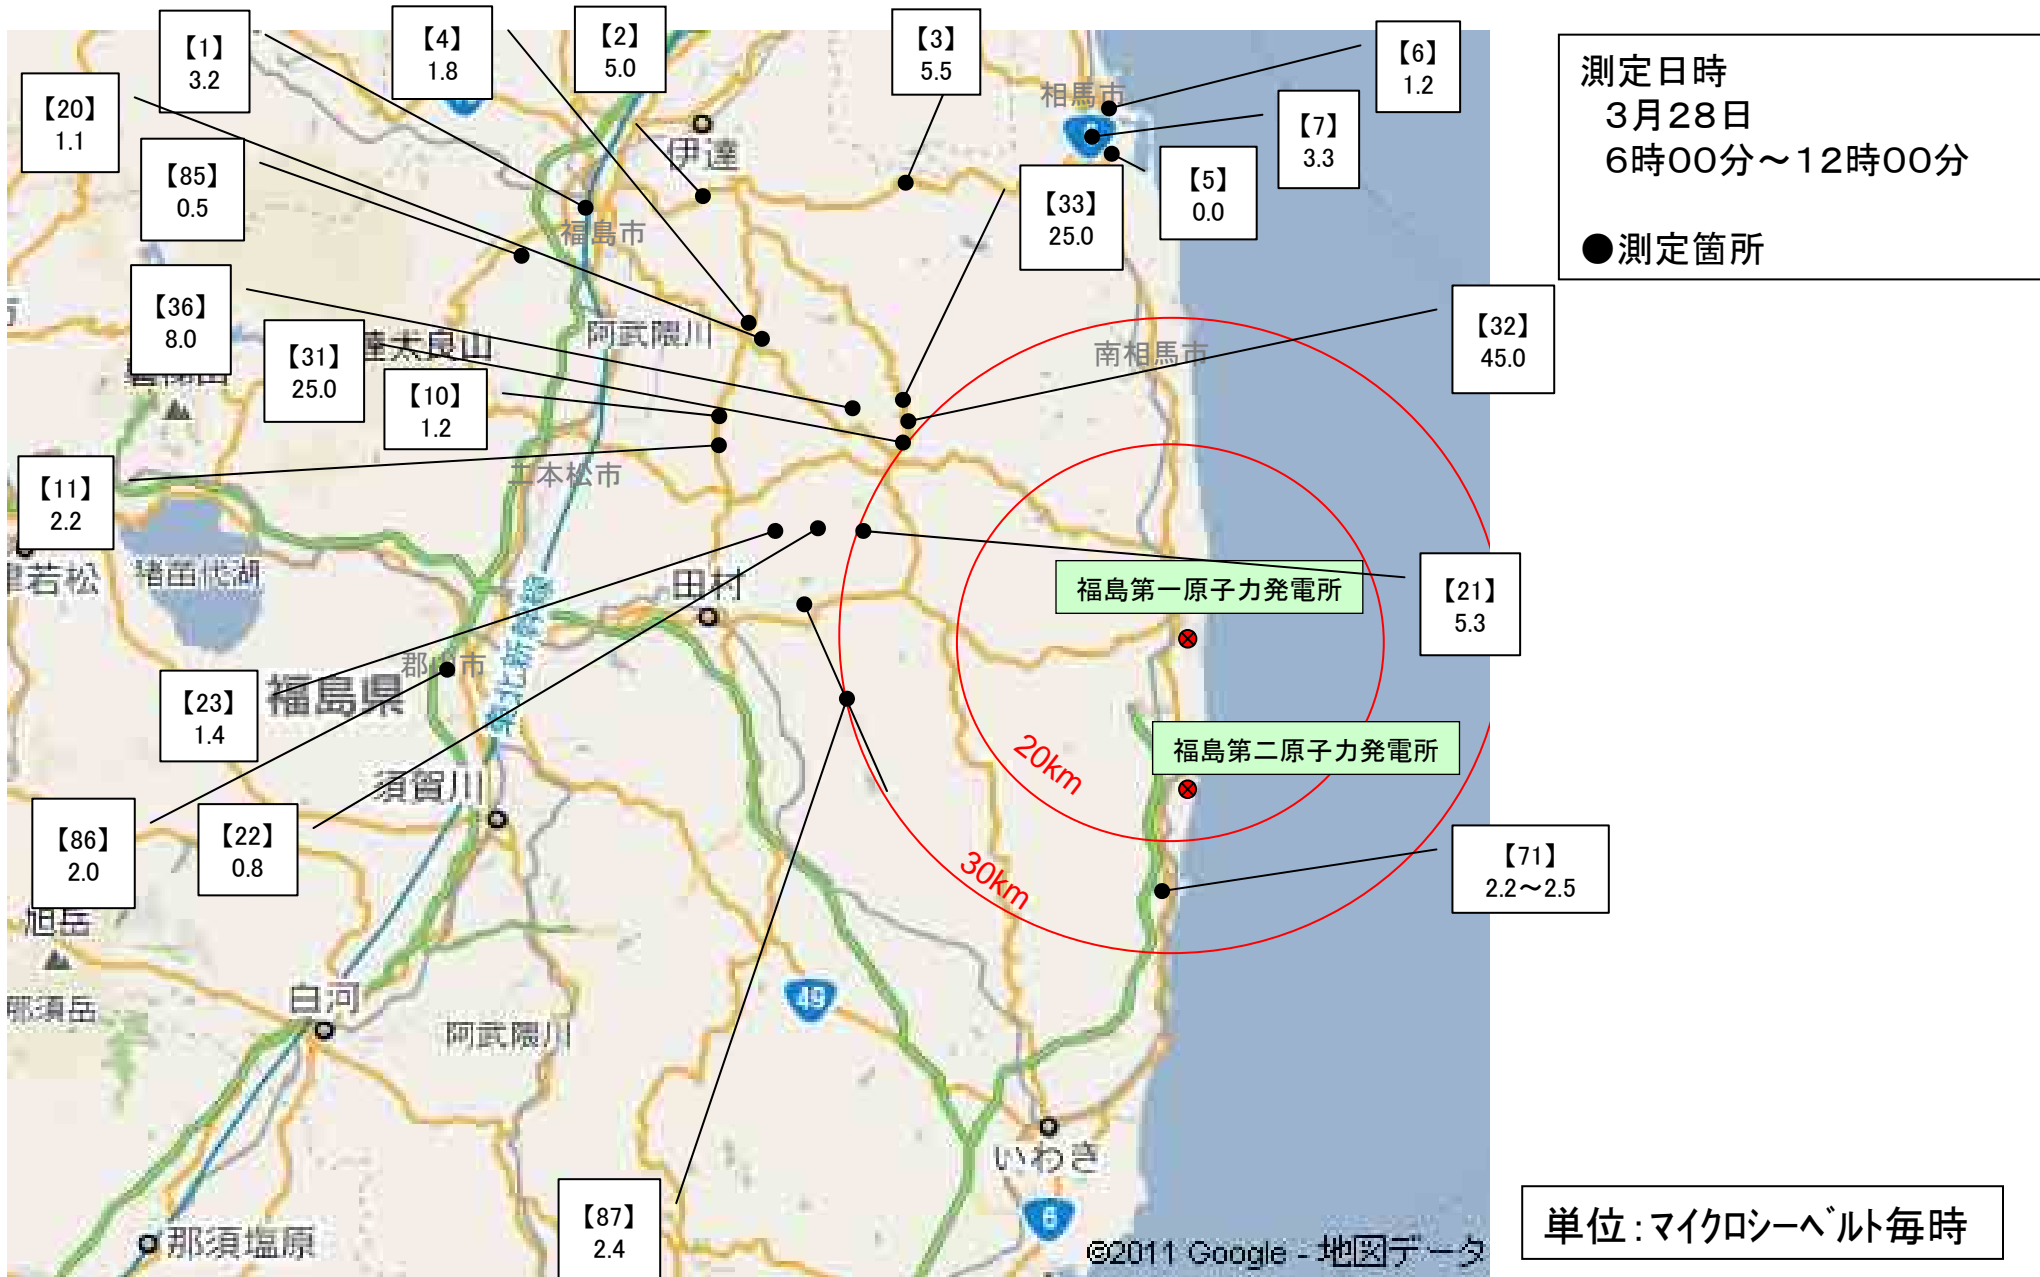 【1】
3.2
【4】
1.8
【2】
5.0
【3】
5.5
【6】
1.2
【20】
1.1
【7】
3.3
【85】
0.5
【5】
0.0
【33】
25.0
【36】
8.0
【31】
25.0
【10】
1.2
【32】
45.0
【11】
2.2
【21】
5.3
【23】
1.4
【86】
2.0
【22】
0.8
【71】
2.2～2.5
【87】
2.4
測定日時
3月28日
6時00分～12時00分
●測定箇所
相馬市
伊達
福島市
阿武隈川
南相馬市
二本松市
猪苗代湖
田村
福島第一原子力発電所
福島県
福島第二原子力発電所
須賀川
20km
30km
旭岳
那須岳
白河
阿武隈川
49
いわき
6
那須塩原
©2011 Google - 地図データ
単位：マイクロシーベルト毎時